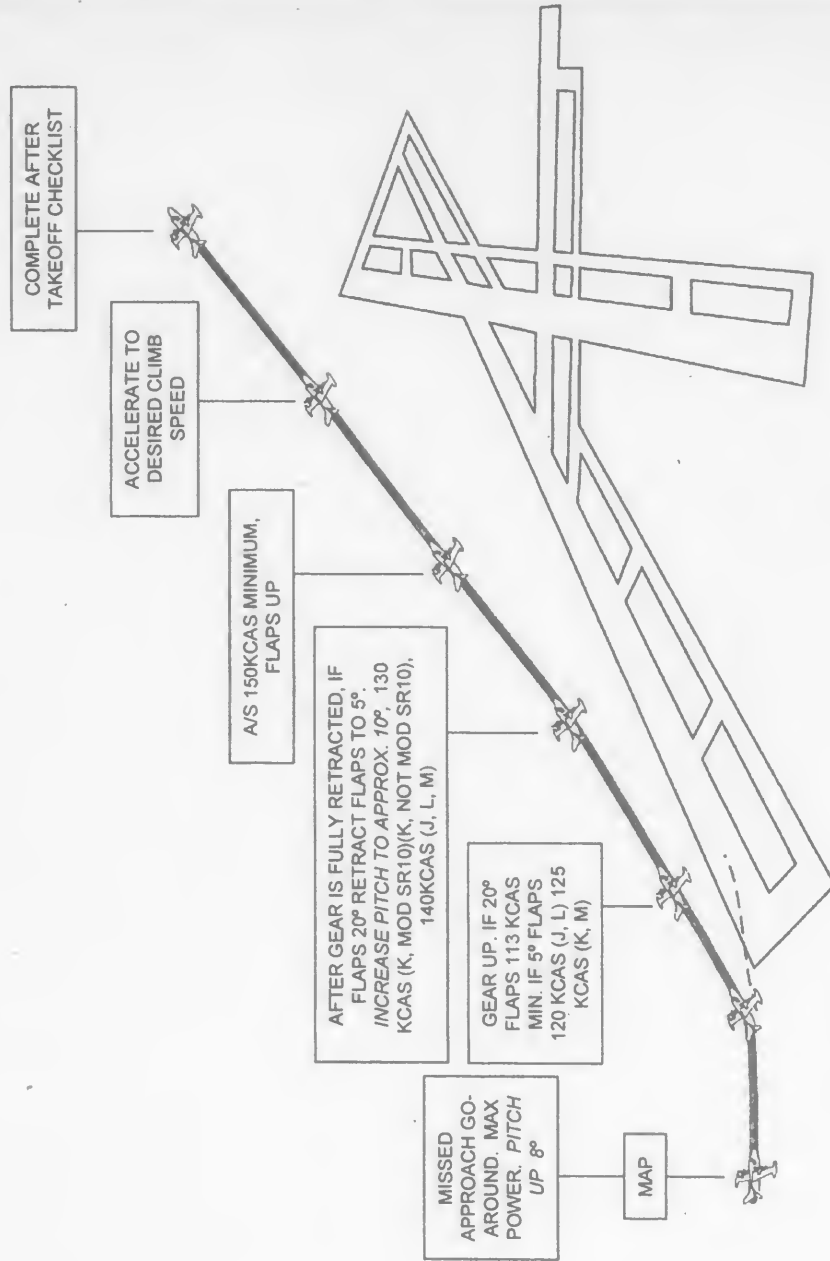 MISSED
APPROACH GO-
AROUND. MAX
POWER. PITCH
UP 8º
MAP
GEAR UP. IF 20º
FLAPS 113 KCAS
MIN. IF 5º FLAPS
120 KCAS (J, L) 125
KCAS (K, M)
AFTER GEAR IS FULLY RETRACTED, IF
FLAPS 20º RETRACT FLAPS TO 5º.
INCREASE PITCH TO APPROX. 10º, 130
KCAS (K, MOD SR10)(K, NOT MOD SR10),
140KCAS (J, L, M)
A/S 150KCAS MINIMUM,
FLAPS UP
ACCELERATE TO
DESIRED CLIMB
SPEED
COMPLETE AFTER
TAKEOFF CHECKLIST